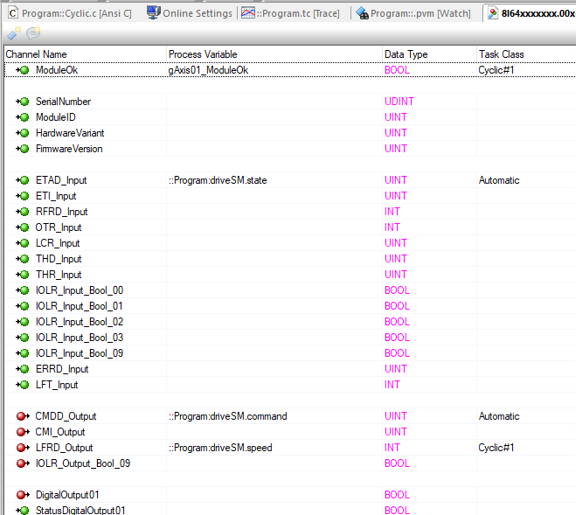 Program::Cyclic.c [Ansi C] Online Settings ::Program.tc [Trace] Program::.pvm [Watch] 8I64xxxxxxx.00x
Channel Name Process Variable Data Type Task Class
ModuleOk gAxis01_ModuleOk BOOL Cyclic#1
SerialNumber UDINT
ModuleID UINT
HardwareVariant UINT
FirmwareVersion UINT
ETAD_Input ::Program:driveSM.state UINT Automatic
ETI_Input UINT
RFRD_Input INT
OTR_Input INT
LCR_Input UINT
THD_Input UINT
THR_Input UINT
IOLR_Input_Bool_00 BOOL
IOLR_Input_Bool_01 BOOL
IOLR_Input_Bool_02 BOOL
IOLR_Input_Bool_03 BOOL
IOLR_Input_Bool_09 BOOL
ERRD_Input UINT
LFT_Input INT
CMDD_Output ::Program:driveSM.command UINT Automatic
CMI_Output UINT
LFRD_Output ::Program:driveSM.speed INT Cyclic#1
IOLR_Output_Bool_09 BOOL
DigitalOutput01 BOOL
StatusDigitalOutput01 BOOL